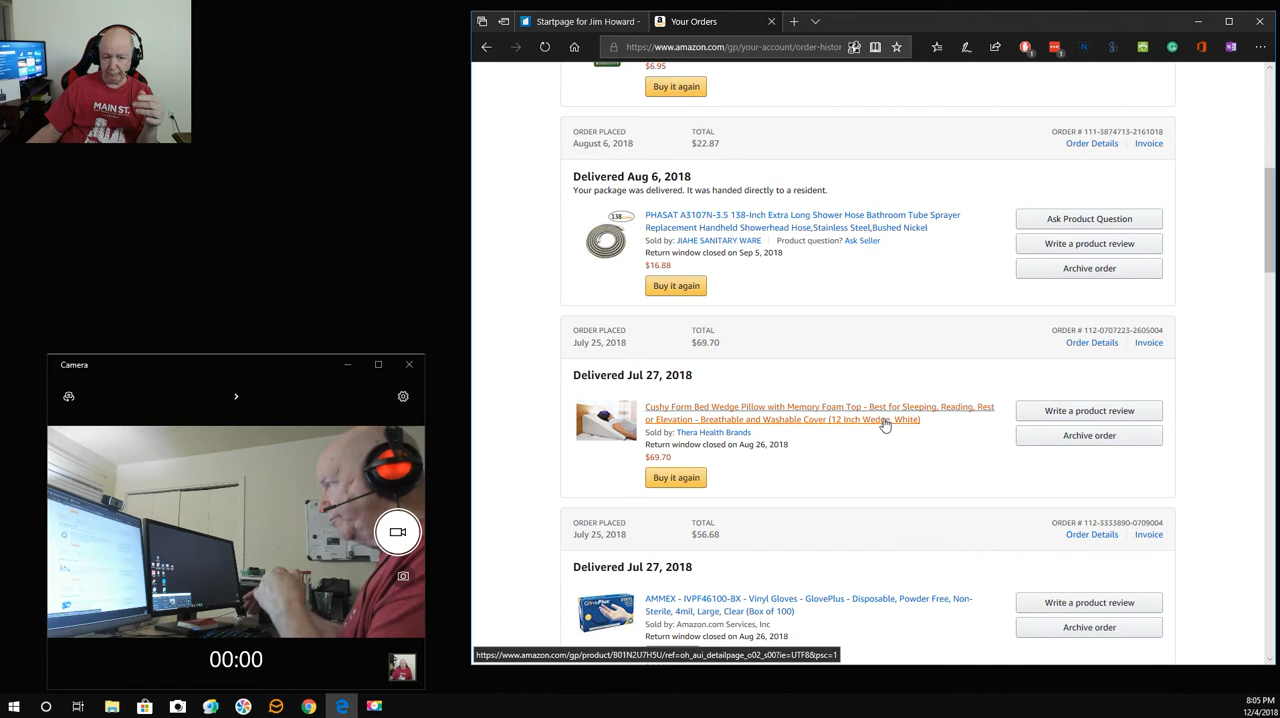 MAIN ST.
Startpage for Jim Howard -
Your Orders
https://www.amazon.com/gp/your-account/order-histor
$6.95
Buy it again
ORDER PLACED TOTAL ORDER # 111-3874713-2161018
August 6, 2018 $22.87 Order Details Invoice
Delivered Aug 6, 2018
Your package was delivered. It was handed directly to a resident.
138
PHASAT A3107N-3.5 138-Inch Extra Long Shower Hose Bathroom Tube Sprayer
Replacement Handheld Showerhead Hose,Stainless Steel,Bushed Nickel
Sold by: JIAHE SANITARY WARE Product question? Ask Seller
Return window closed on Sep 5, 2018
$16.88
Buy it again
Ask Product Question
Write a product review
Archive order
ORDER PLACED TOTAL ORDER # 112-0707223-2605004
July 25, 2018 $69.70 Order Details Invoice
Delivered Jul 27, 2018
Cushy Form Bed Wedge Pillow with Memory Foam Top - Best for Sleeping, Reading, Rest
or Elevation - Breathable and Washable Cover (12 Inch Wedge, White)
Sold by: Thera Health Brands
Return window closed on Aug 26, 2018
$69.70
Buy it again
Write a product review
Archive order
ORDER PLACED TOTAL ORDER # 112-3333890-0709004
July 25, 2018 $56.68 Order Details Invoice
Delivered Jul 27, 2018
GlovePlus
AMMEX - IVPF46100-BX - Vinyl Gloves - GlovePlus - Disposable, Powder Free, Non-
Sterile, 4mil, Large, Clear (Box of 100)
Sold by: Amazon.com Services, Inc
Return window closed on Aug 26, 2018
Write a product review
Archive order
https://www.amazon.com/gp/product/B01N2U7H5U/ref=oh_aui_detailpage_o02_s00?ie=UTF8&psc=1
Camera
00:00
8:05 PM
12/4/2018